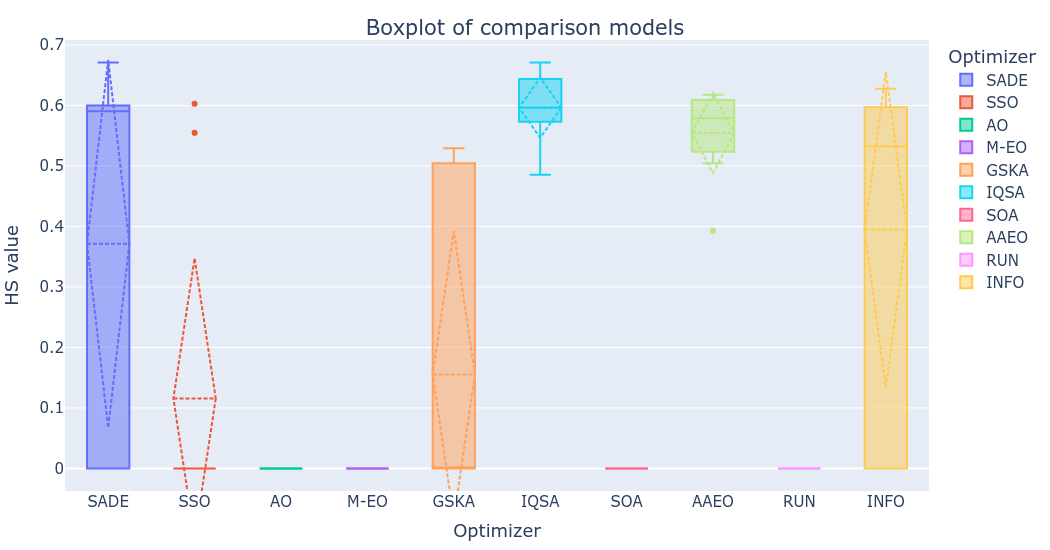 Boxplot of comparison models
0.7
0.6
0.5
0.4
0.3
0.2
0.1
0
HS value
SADE SSO AO M-EO GSKA IQSA SOA AAEO RUN INFO
Optimizer
Optimizer
SADE
SSO
AO
M-EO
GSKA
IQSA
SOA
AAEO
RUN
INFO